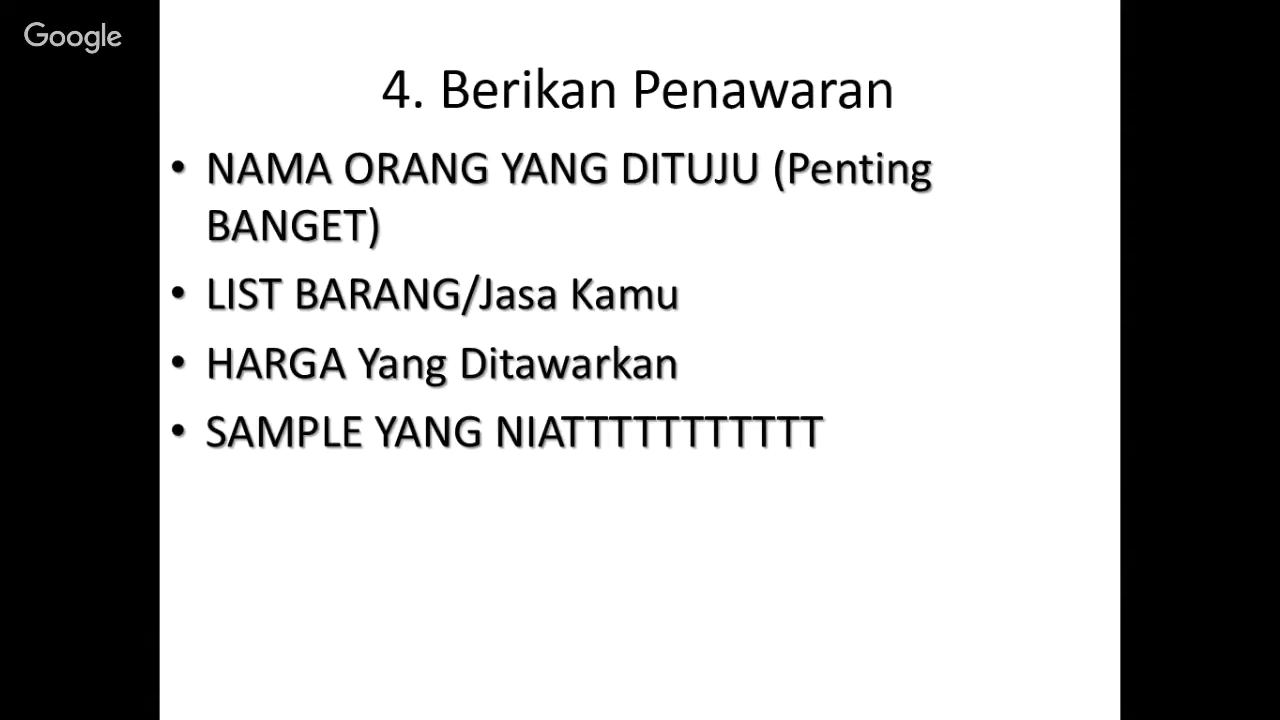 Google
4. Berikan Penawaran
• NAMA ORANG YANG DITUJU (Penting
BANGET)
• LIST BARANG/Jasa Kamu
• HARGA Yang Ditawarkan
• SAMPLE YANG NIATTTTTTTTTTT